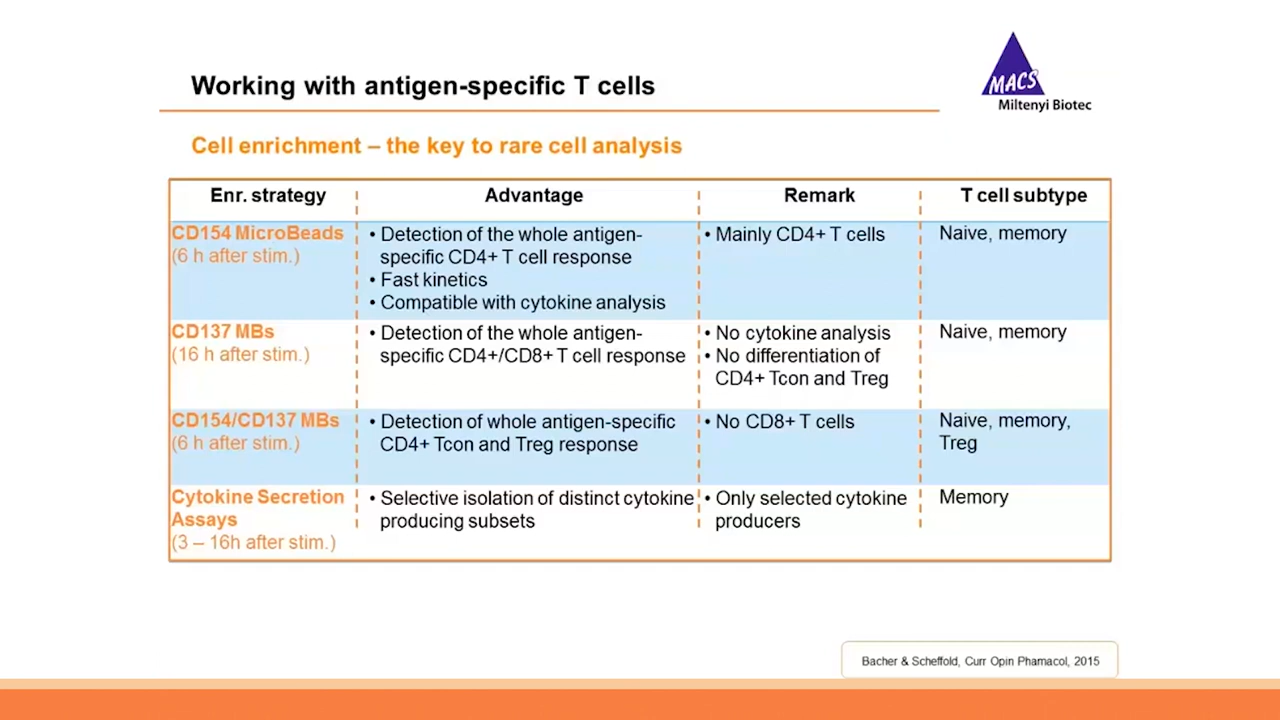 Working with antigen-specific T cells
MACS
Miltenyi Biotec
Cell enrichment – the key to rare cell analysis
Enr. strategy
Advantage
Remark
T cell subtype
CD154 MicroBeads
(6 h after stim.)
• Detection of the whole antigen-
specific CD4+ T cell response
• Fast kinetics
• Compatible with cytokine analysis
• Mainly CD4+ T cells
Naive, memory
CD137 MBs
(16 h after stim.)
• Detection of the whole antigen-
specific CD4+/CD8+ T cell response
• No cytokine analysis
• No differentiation of
CD4+ Tcon and Treg
Naive, memory
CD154/CD137 MBs
(6 h after stim.)
• Detection of whole antigen-specific
CD4+ Tcon and Treg response
• No CD8+ T cells
Naive, memory,
Treg
Cytokine Secretion
Assays
(3 – 16h after stim.)
• Selective isolation of distinct cytokine
producing subsets
• Only selected cytokine
producers
Memory
Bacher & Scheffold, Curr Opin Phamacol, 2015